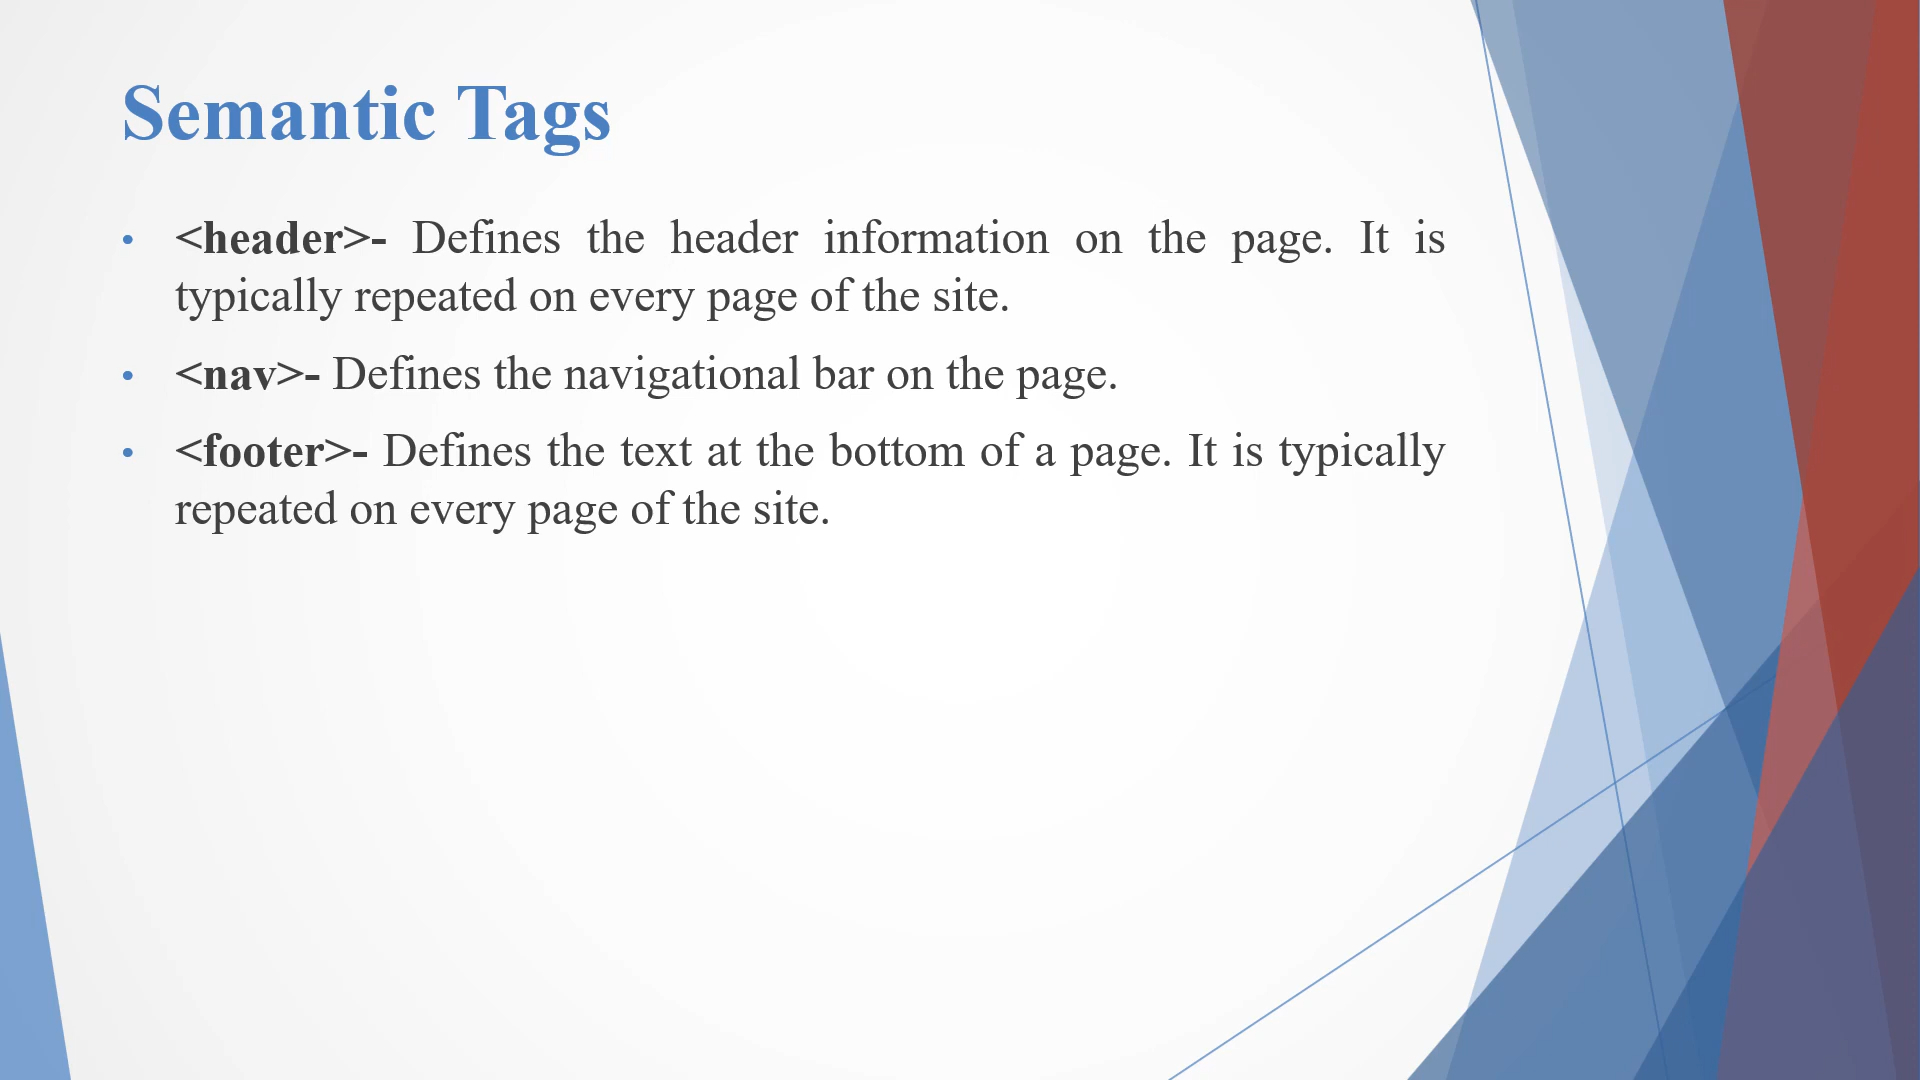 Semantic Tags
• <header>- Defines the header information on the page. It is
typically repeated on every page of the site.
• <nav>- Defines the navigational bar on the page.
• <footer>- Defines the text at the bottom of a page. It is typically
repeated on every page of the site.